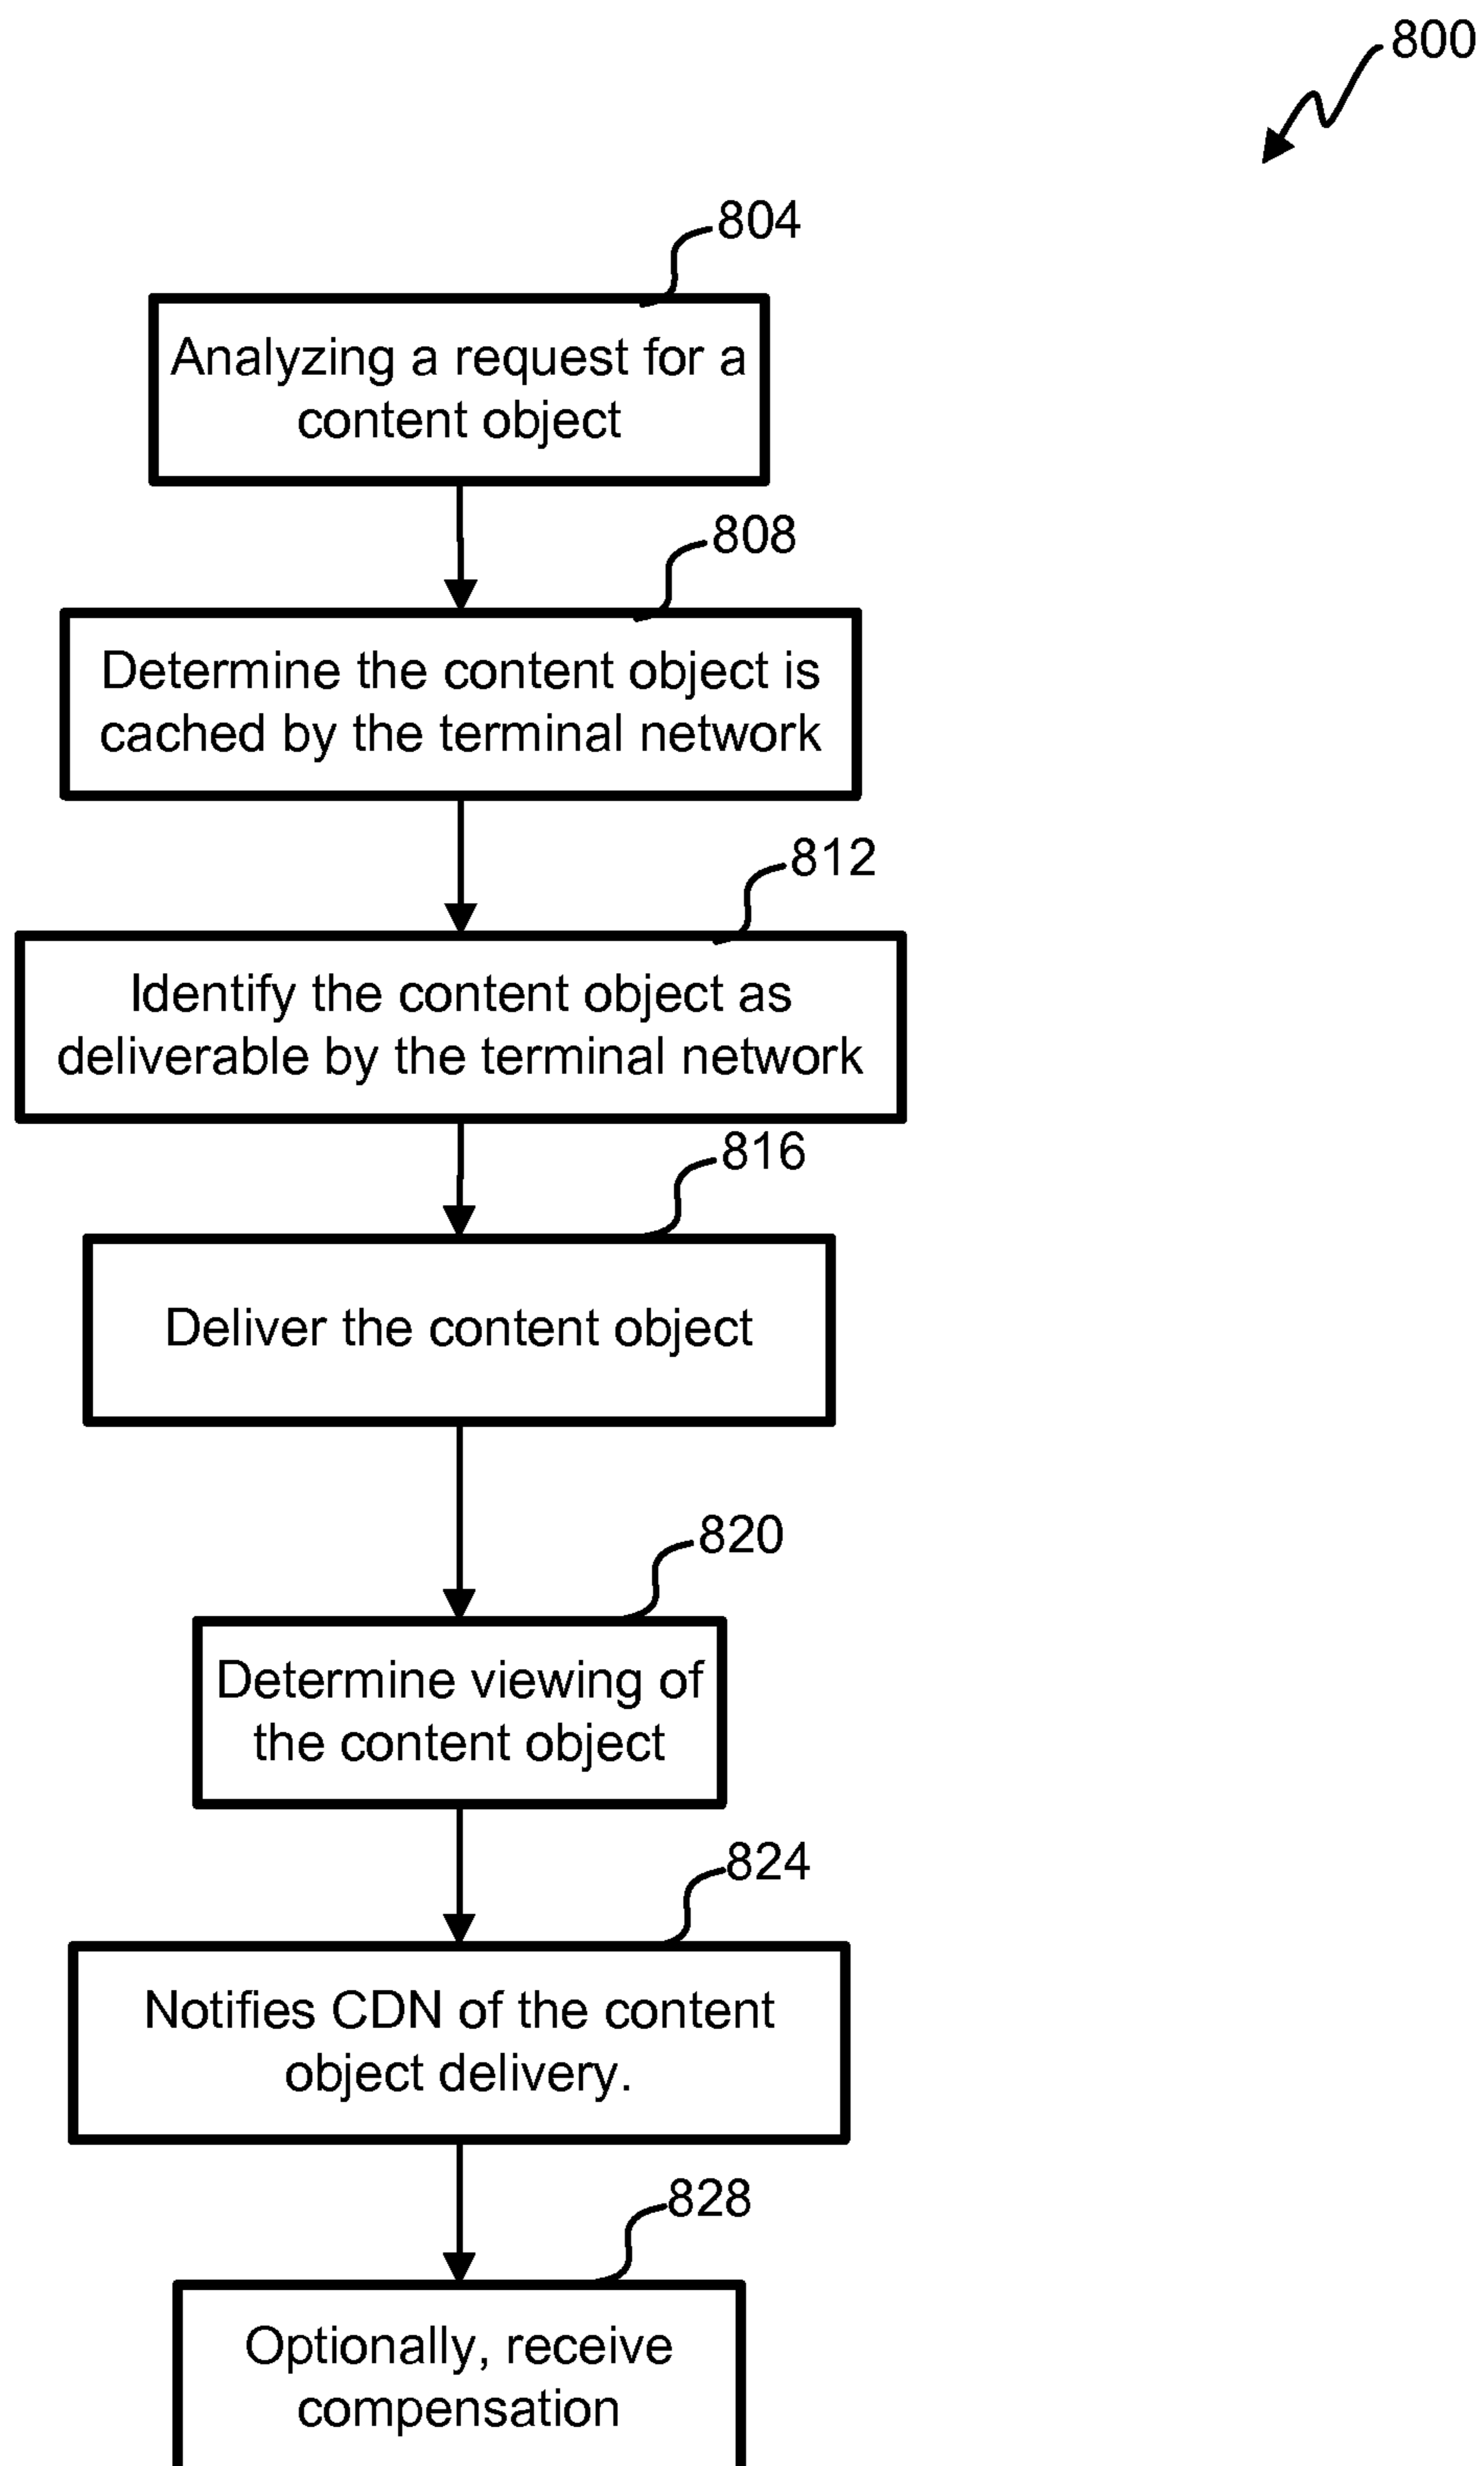 800
804
Analyzing a request for a
content object
808
Determine the content object is
cached by the terminal network
812
Identify the content object as
deliverable by the terminal network
816
Deliver the content object
820
Determine viewing of
the content object
824
Notifies CDN of the content
object delivery.
828
Optionally, receive
compensation